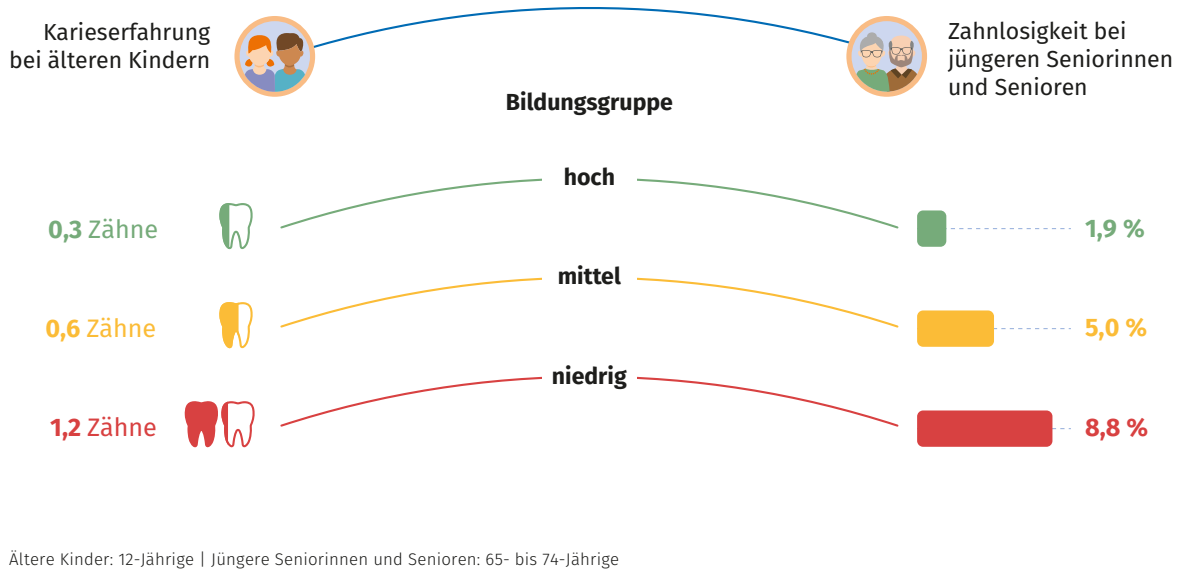 Karieserfahrung
bei älteren Kindern
Zahnlosigkeit bei
jüngeren Seniorinnen
und Senioren
Bildungsgruppe
hoch
0,3 Zähne
1,9 %
mittel
0,6 Zähne
5,0 %
niedrig
1,2 Zähne
8,8 %
Ältere Kinder: 12-Jährige | Jüngere Seniorinnen und Senioren: 65- bis 74-Jährige